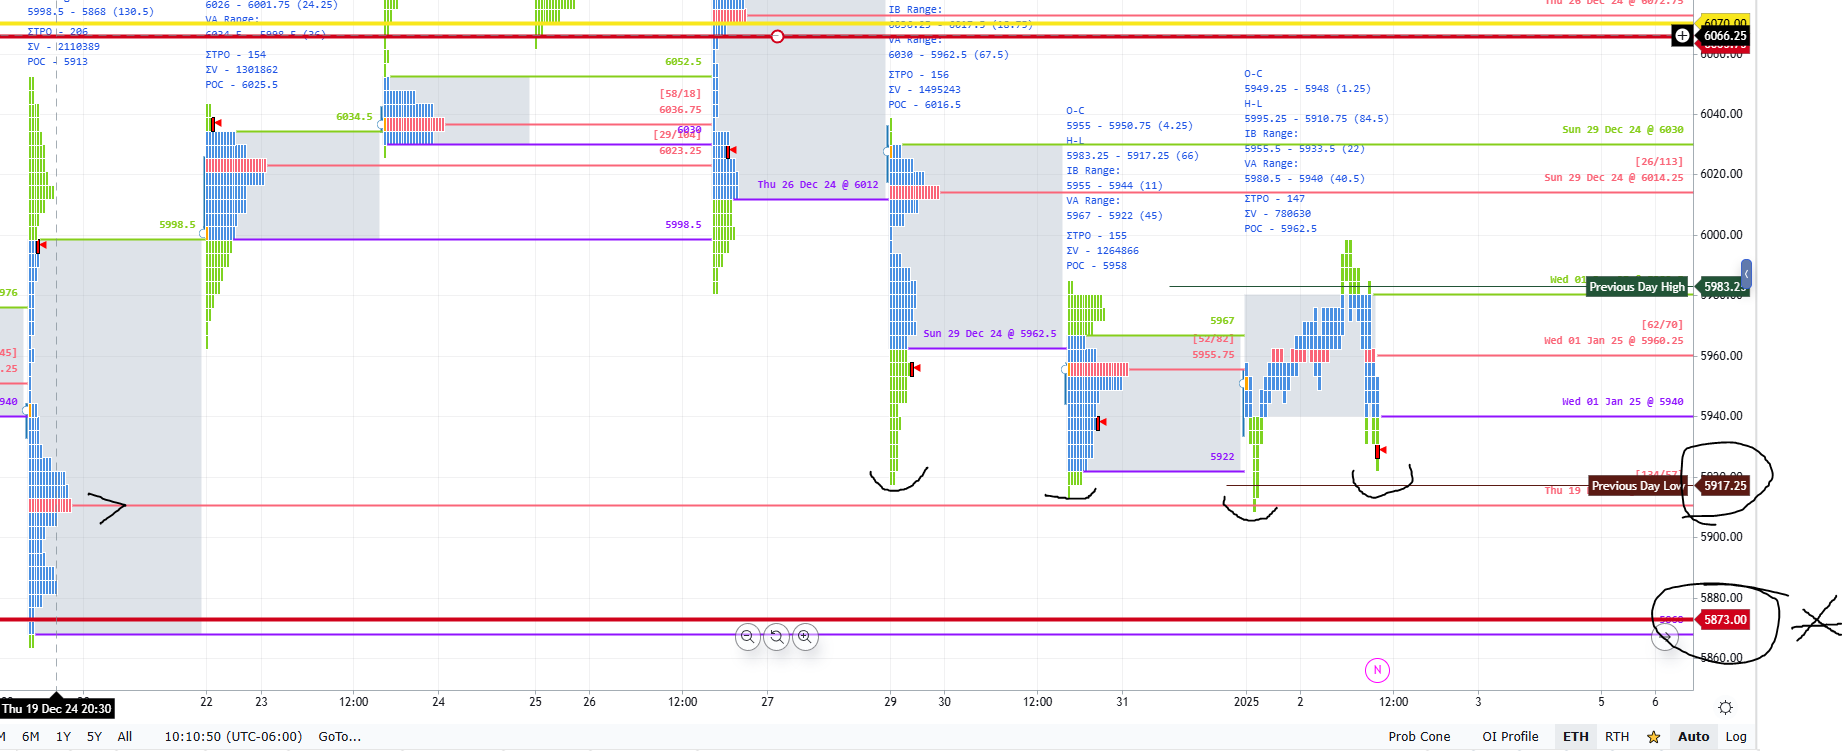 5998.5 - 5868 (130.5)
ΣTPO - 206
ΣV - 2110389
POC - 5913
6026 - 6001.75 (24.25)
VA Range:
6034.5 - 5998.5 (36)
ΣTPO - 154
ΣV - 1301862
POC - 6025.5
IB Range:
VA Range:
6030 - 5962.5 (67.5)
ΣTPO - 156
ΣV - 1495243
POC - 6016.5
O-C
5955 - 5950.75 (4.25)
H-L
5983.25 - 5917.25 (66)
IB Range:
5955 - 5944 (11)
VA Range:
5967 - 5922 (45)
ΣTPO - 155
ΣV - 1264866
POC - 5958
O-C
5949.25 - 5948 (1.25)
H-L
5995.25 - 5910.75 (84.5)
IB Range:
5955.5 - 5933.5 (22)
VA Range:
5980.5 - 5940 (40.5)
ΣTPO - 147
ΣV - 780630
POC - 5962.5
Thu 26 Dec 24 @ 6072.75
6070.00
6066.25
6060.00
6052.5
[58/18]
6036.75
6030
[29/104]
6023.25
6034.5
6040.00
Sun 29 Dec 24 @ 6030
[26/113]
Sun 29 Dec 24 @ 6014.25
6020.00
Thu 26 Dec 24 @ 6012
5998.5
5998.5
6000.00
Wed 01
Previous Day High
5983.25
976
5967
[52/82]
5955.75
Sun 29 Dec 24 @ 5962.5
[62/70]
Wed 01 Jan 25 @ 5960.25
5960.00
45]
.25
940
Wed 01 Jan 25 @ 5940
5940.00
5922
Thu 19
Previous Day Low
5917.25
5900.00
5880.00
5873.00
5860.00
N
Thu 19 Dec 24 20:30
22
23
12:00
24
25
26
12:00
27
29
30
12:00
31
2025
2
12:00
3
5
6
M
6M
1Y
5Y
All
10:10:50 (UTC-06:00)
GoTo...
Prob Cone
OI Profile
ETH
RTH
Auto
Log